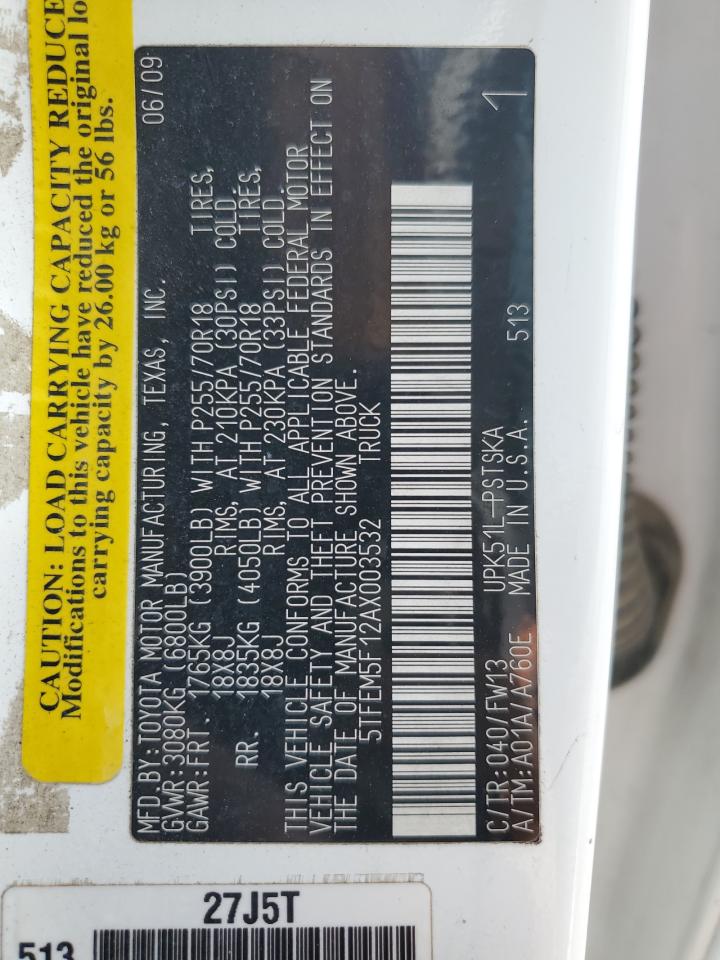 CAUTION: LOAD CARRYING CAPACITY REDUCE
Modifications to this vehicle have reduced the original lo
carrying capacity by 26.00 kg or 56 lbs.
MFD.BY:TOYOTA MOTOR MANUFACTURING, TEXAS, INC. 06/09
GVWR:3080KG (6800LB)
GAWR:FRT. 1765KG (3900LB) WITH P255/70R18 TIRES,
18X8J RIMS, AT 210KPA (30PSI) COLD.
RR. 1835KG (4050LB) WITH P255/70R18 TIRES,
18X8J RIMS, AT 230KPA (33PSI) COLD.
THIS VEHICLE CONFORMS TO ALL APPLICABLE FEDERAL MOTOR
VEHICLE SAFETY AND THEFT PREVENTION STANDARDS IN EFFECT ON
THE DATE OF MANUFACTURE SHOWN ABOVE.
5TFEM5F12AX003532 TRUCK
C/TR:040/FW13 UPK51L-PSTSKA
A/TM:A01A/A760E MADE IN U.S.A. 513 1
27J5T
513